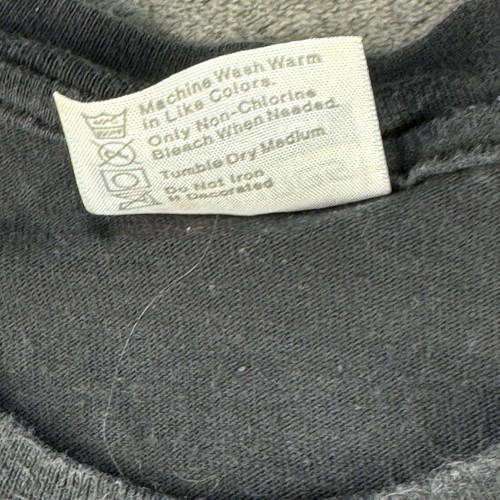 Machine Wash Warm
in Like Colors.
Only Non-Chlorine
Bleach When Needed.
Tumble Dry Medium
Do Not Iron
If Decorated